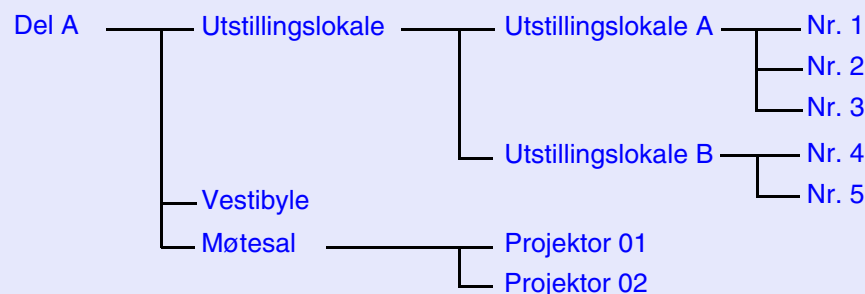 Del A Utstillingslokale Utstillingslokale A Nr. 1
Nr. 2
Nr. 3
Utstillingslokale B Nr. 4
Nr. 5
Vestibyle
Møtesal Projektor 01
Projektor 02